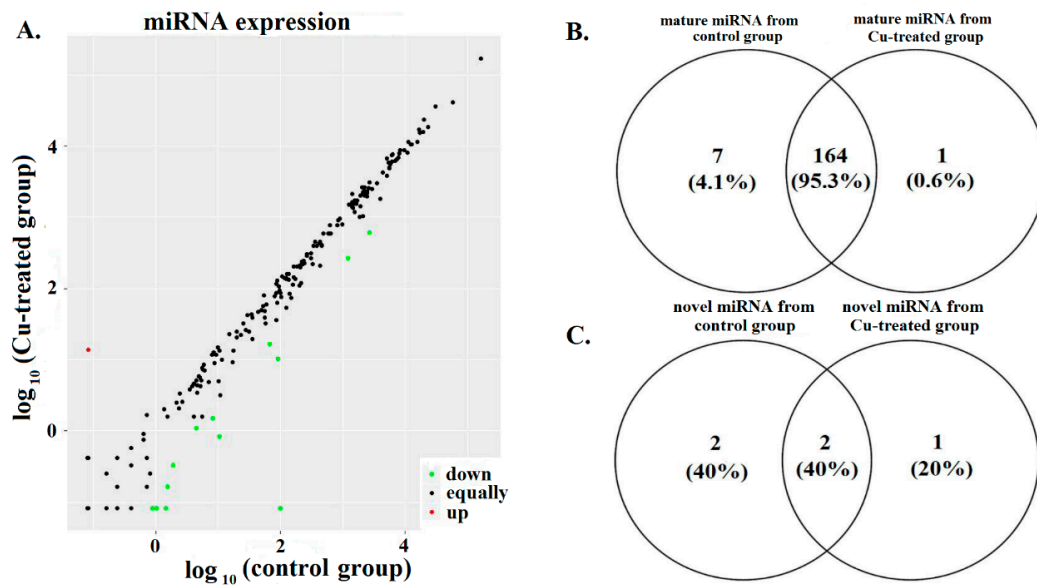 A.
miRNA expression
log10 (Cu-treated group)
4
2
0
0
2
4
log10 (control group)
down
equally
up
B.
mature miRNA from
control group
mature miRNA from
Cu-treated group
7
(4.1%)
164
(95.3%)
1
(0.6%)
C.
novel miRNA from
control group
novel miRNA from
Cu-treated group
2
(40%)
2
(40%)
1
(20%)